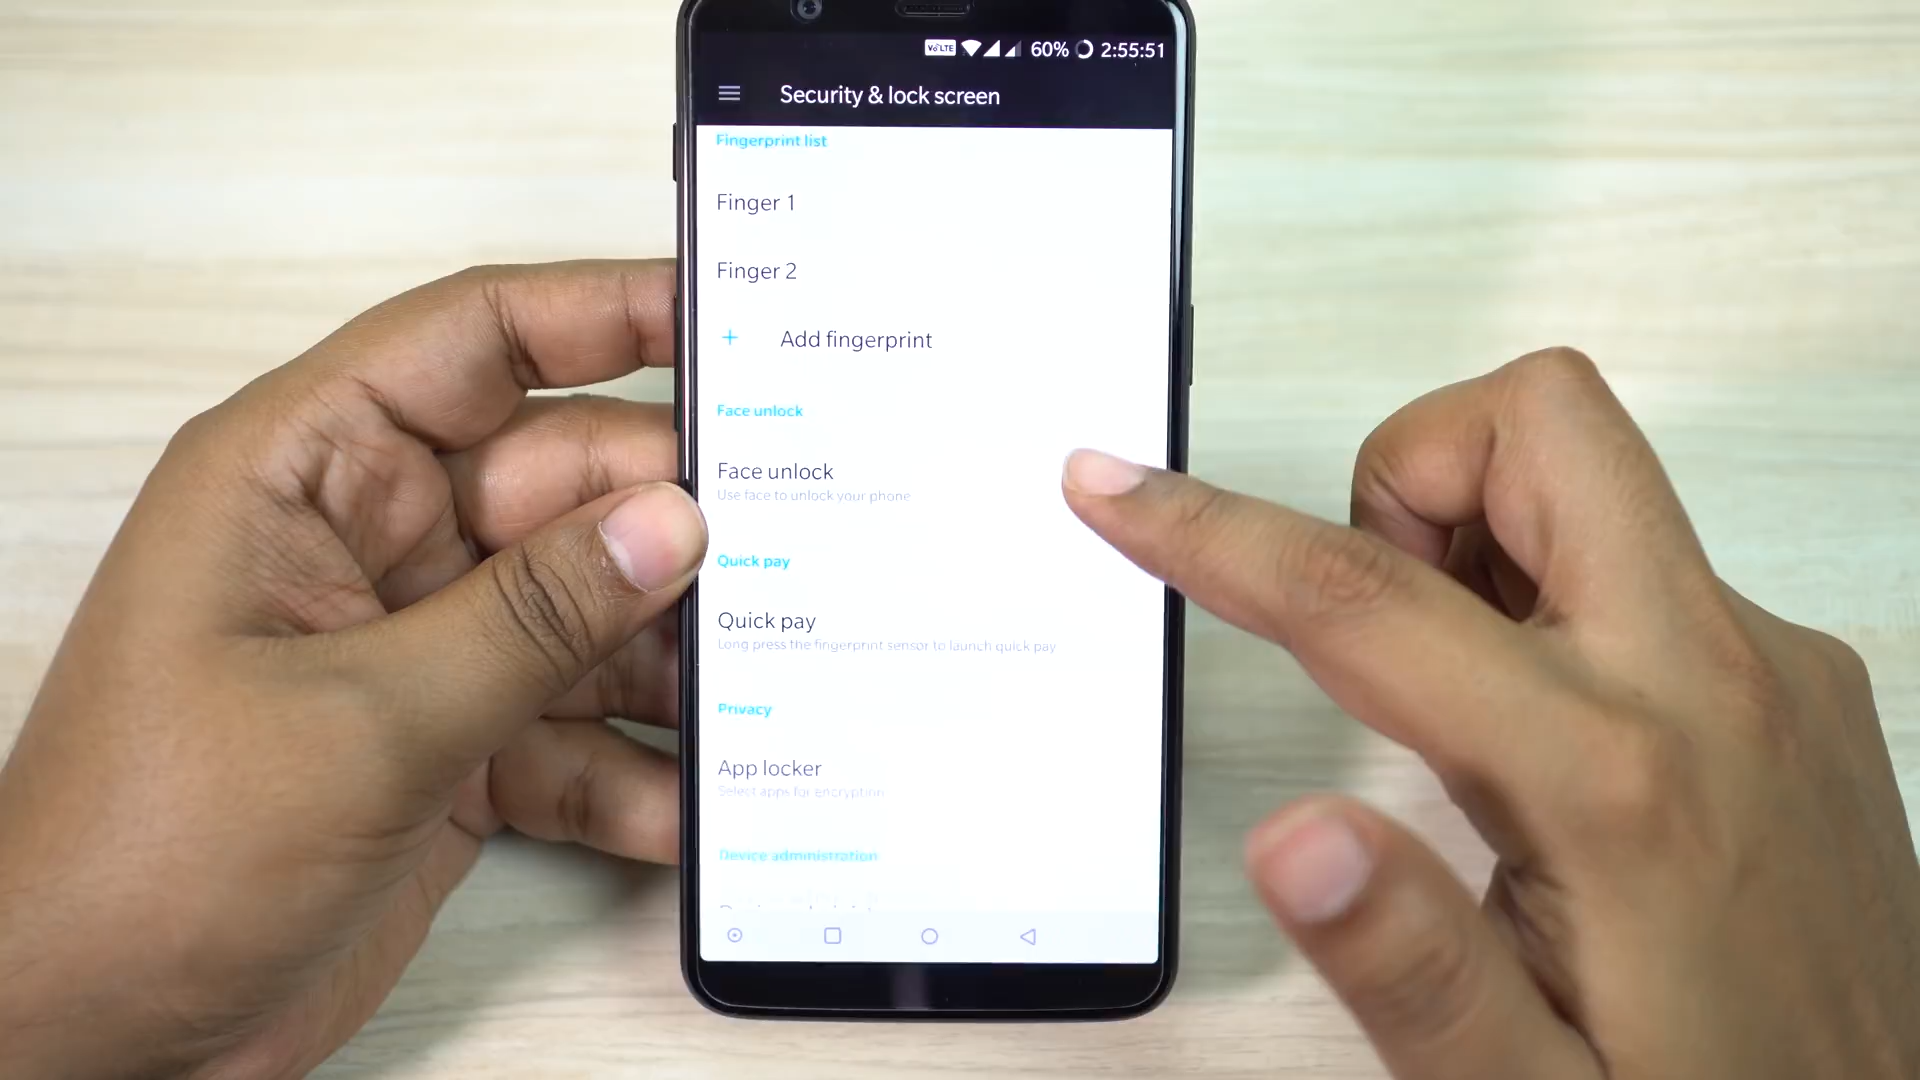 VoLTE 60% 2:55:51
Security & lock screen
Fingerprint list
Finger 1
Finger 2
+ Add fingerprint
Face unlock
Face unlock
Use face to unlock your phone
Quick pay
Quick pay
Long press the fingerprint sensor to launch quick pay
Privacy
App locker
Select apps for encryption
Device administration